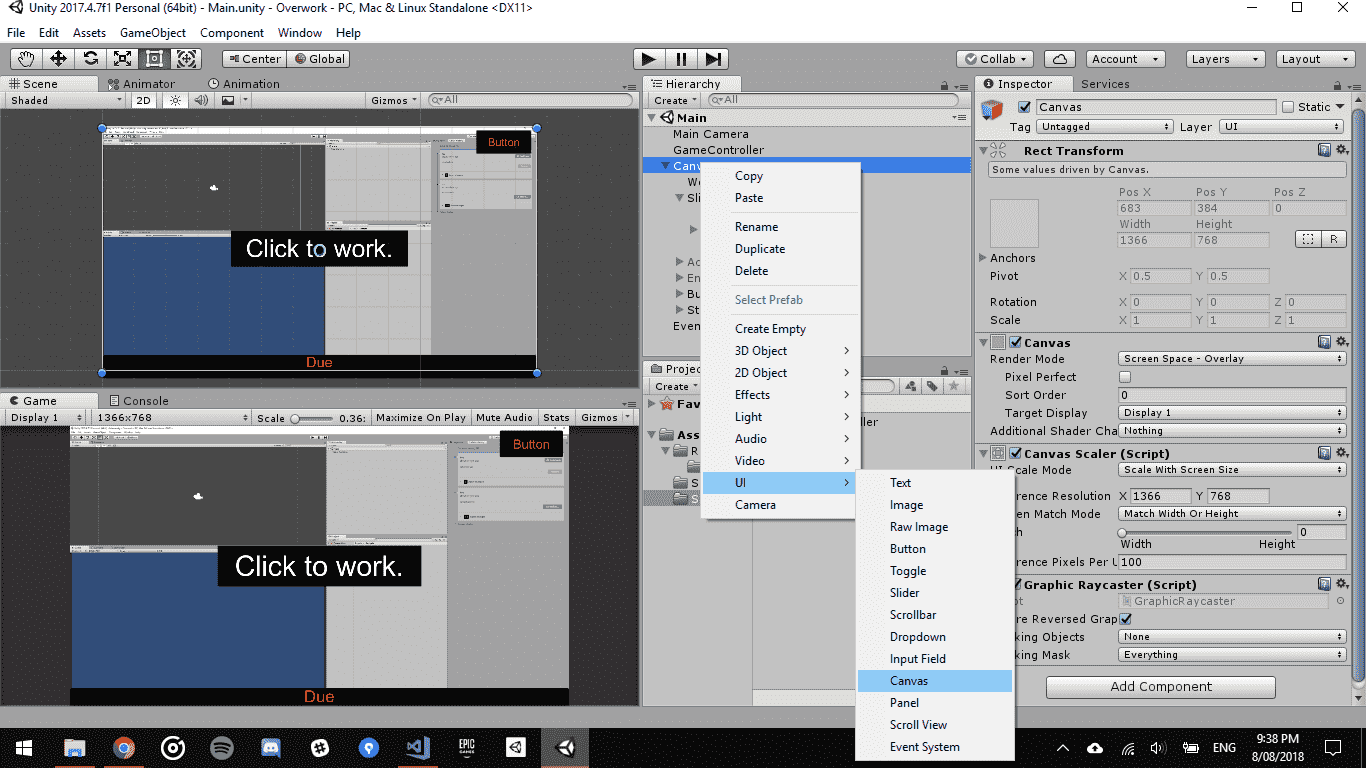 Unity 2017.4.7f1 Personal (64bit) - Main.unity - Overwork - PC, Mac & Linux Standalone <DX11>
File Edit Assets GameObject Component Window Help
Center Global Collab Account Layers Layout
Scene Animator Animation
Shaded 2D Gizmos All
Button
Click to work.
Due
Game Console
Display 1 1366x768 Scale 0.36: Maximize On Play Mute Audio Stats Gizmos
Button
Click to work.
Due
Hierarchy
Create All
Main
Main Camera
GameController
Canv
We
Sli
Ac
En
Bu
St
Even
Projec
Create
Fav
Asse
R
S
S
ller
Copy
Paste
Rename
Duplicate
Delete
Select Prefab
Create Empty
3D Object
2D Object
Effects
Light
Audio
Video
UI
Camera
Text
Image
Raw Image
Button
Toggle
Slider
Scrollbar
Dropdown
Input Field
Canvas
Panel
Scroll View
Event System
Inspector Services
Canvas Static
Tag Untagged Layer UI
Rect Transform
Some values driven by Canvas.
Pos X Pos Y Pos Z
683 384 0
Width Height
1366 768 R
Anchors
Pivot X 0.5 Y 0.5
Rotation X 0 Y 0 Z 0
Scale X 1 Y 1 Z 1
Canvas
Render Mode Screen Space - Overlay
Pixel Perfect
Sort Order 0
Target Display Display 1
Additional Shader Cha Nothing
Canvas Scaler (Script)
UI Scale Mode Scale With Screen Size
erence Resolution X 1366 Y 768
en Match Mode Match Width Or Height
ch 0
Width Height
erence Pixels Per U 100
Graphic Raycaster (Script)
pt GraphicRaycaster
re Reversed Grap
king Objects None
king Mask Everything
Add Component
EPIC GAMES
ENG
9:38 PM
8/08/2018